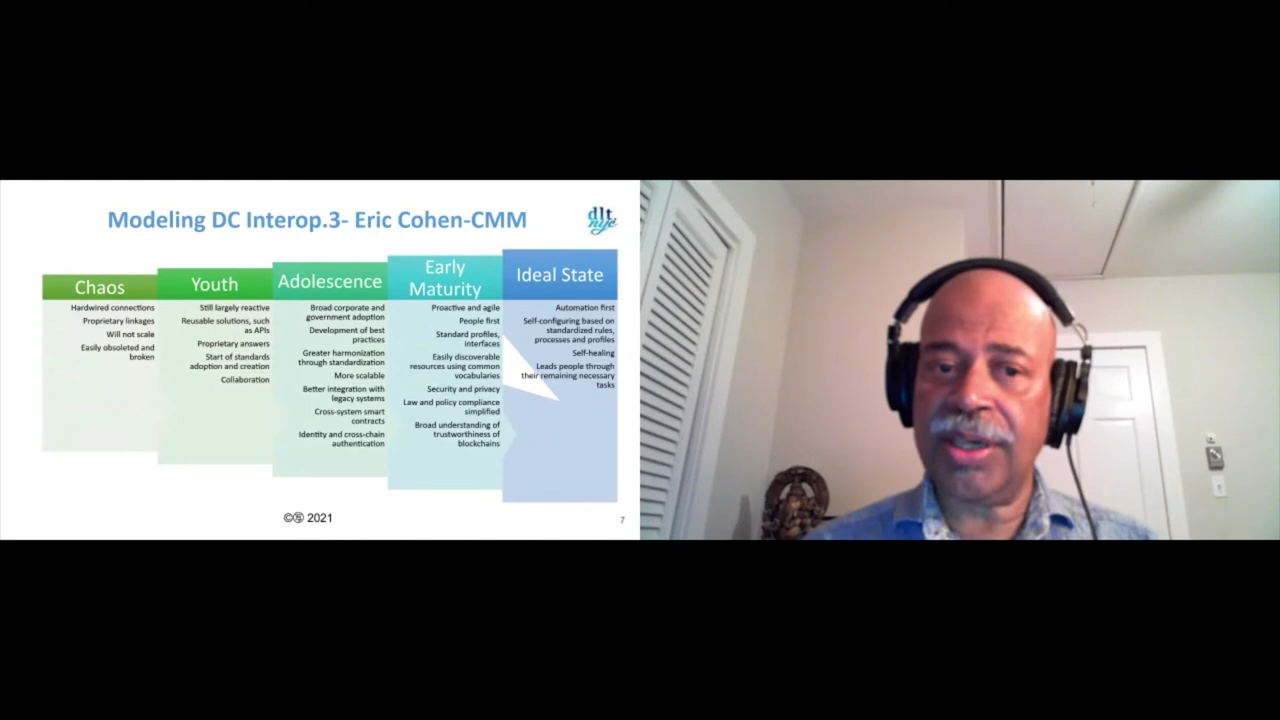 Modeling DC Interop.3- Eric Cohen-CMM
dlt.
nyc
Chaos
Hardwired connections
Proprietary linkages
Will not scale
Easily obsoleted and
broken
Youth
Still largely reactive
Reusable solutions, such
as APIs
Proprietary answers
Start of standards
adoption and creation
Collaboration
Adolescence
Broad corporate and
government adoption
Development of best
practices
Greater harmonization
through standardization
More scalable
Better integration with
legacy systems
Cross-system smart
contracts
Identity and cross-chain
authentication
Early
Maturity
Proactive and agile
People first
Standard profiles,
interfaces
Easily discoverable
resources using common
vocabularies
Security and privacy
Law and policy compliance
simplified
Broad understanding of
trustworthiness of
blockchains
Ideal State
Automation first
Self-configuring based on
standardized rules,
processes and profiles
Self-healing
Leads people through
their remaining necessary
tasks
© 2021
7